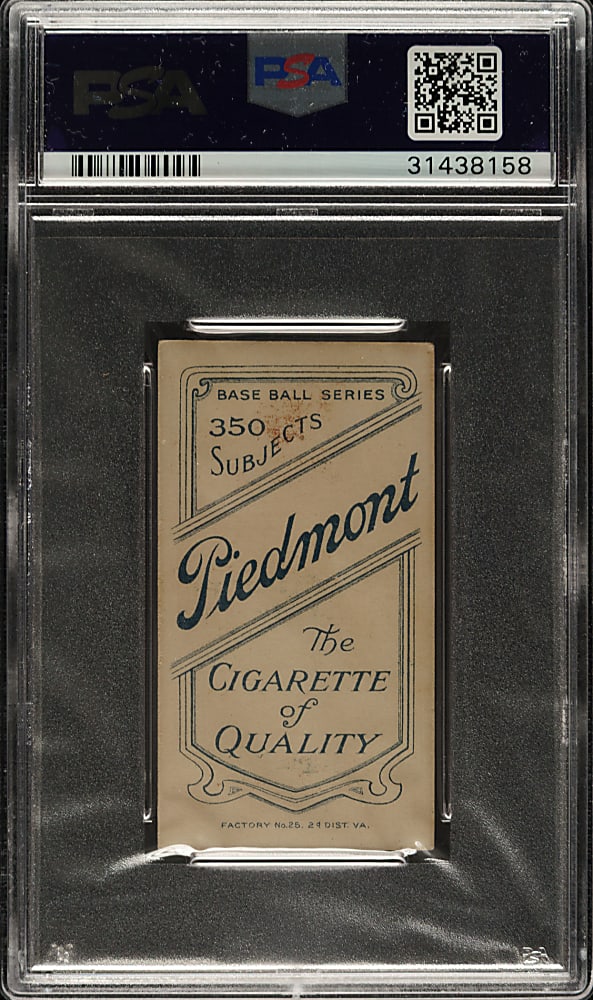 PSA
PSA
31438158
BASE BALL SERIES
350
SUBJECTS
Piedmont
The
CIGARETTE
of
QUALITY
FACTORY No.25. 2d DIST. VA.
PSA